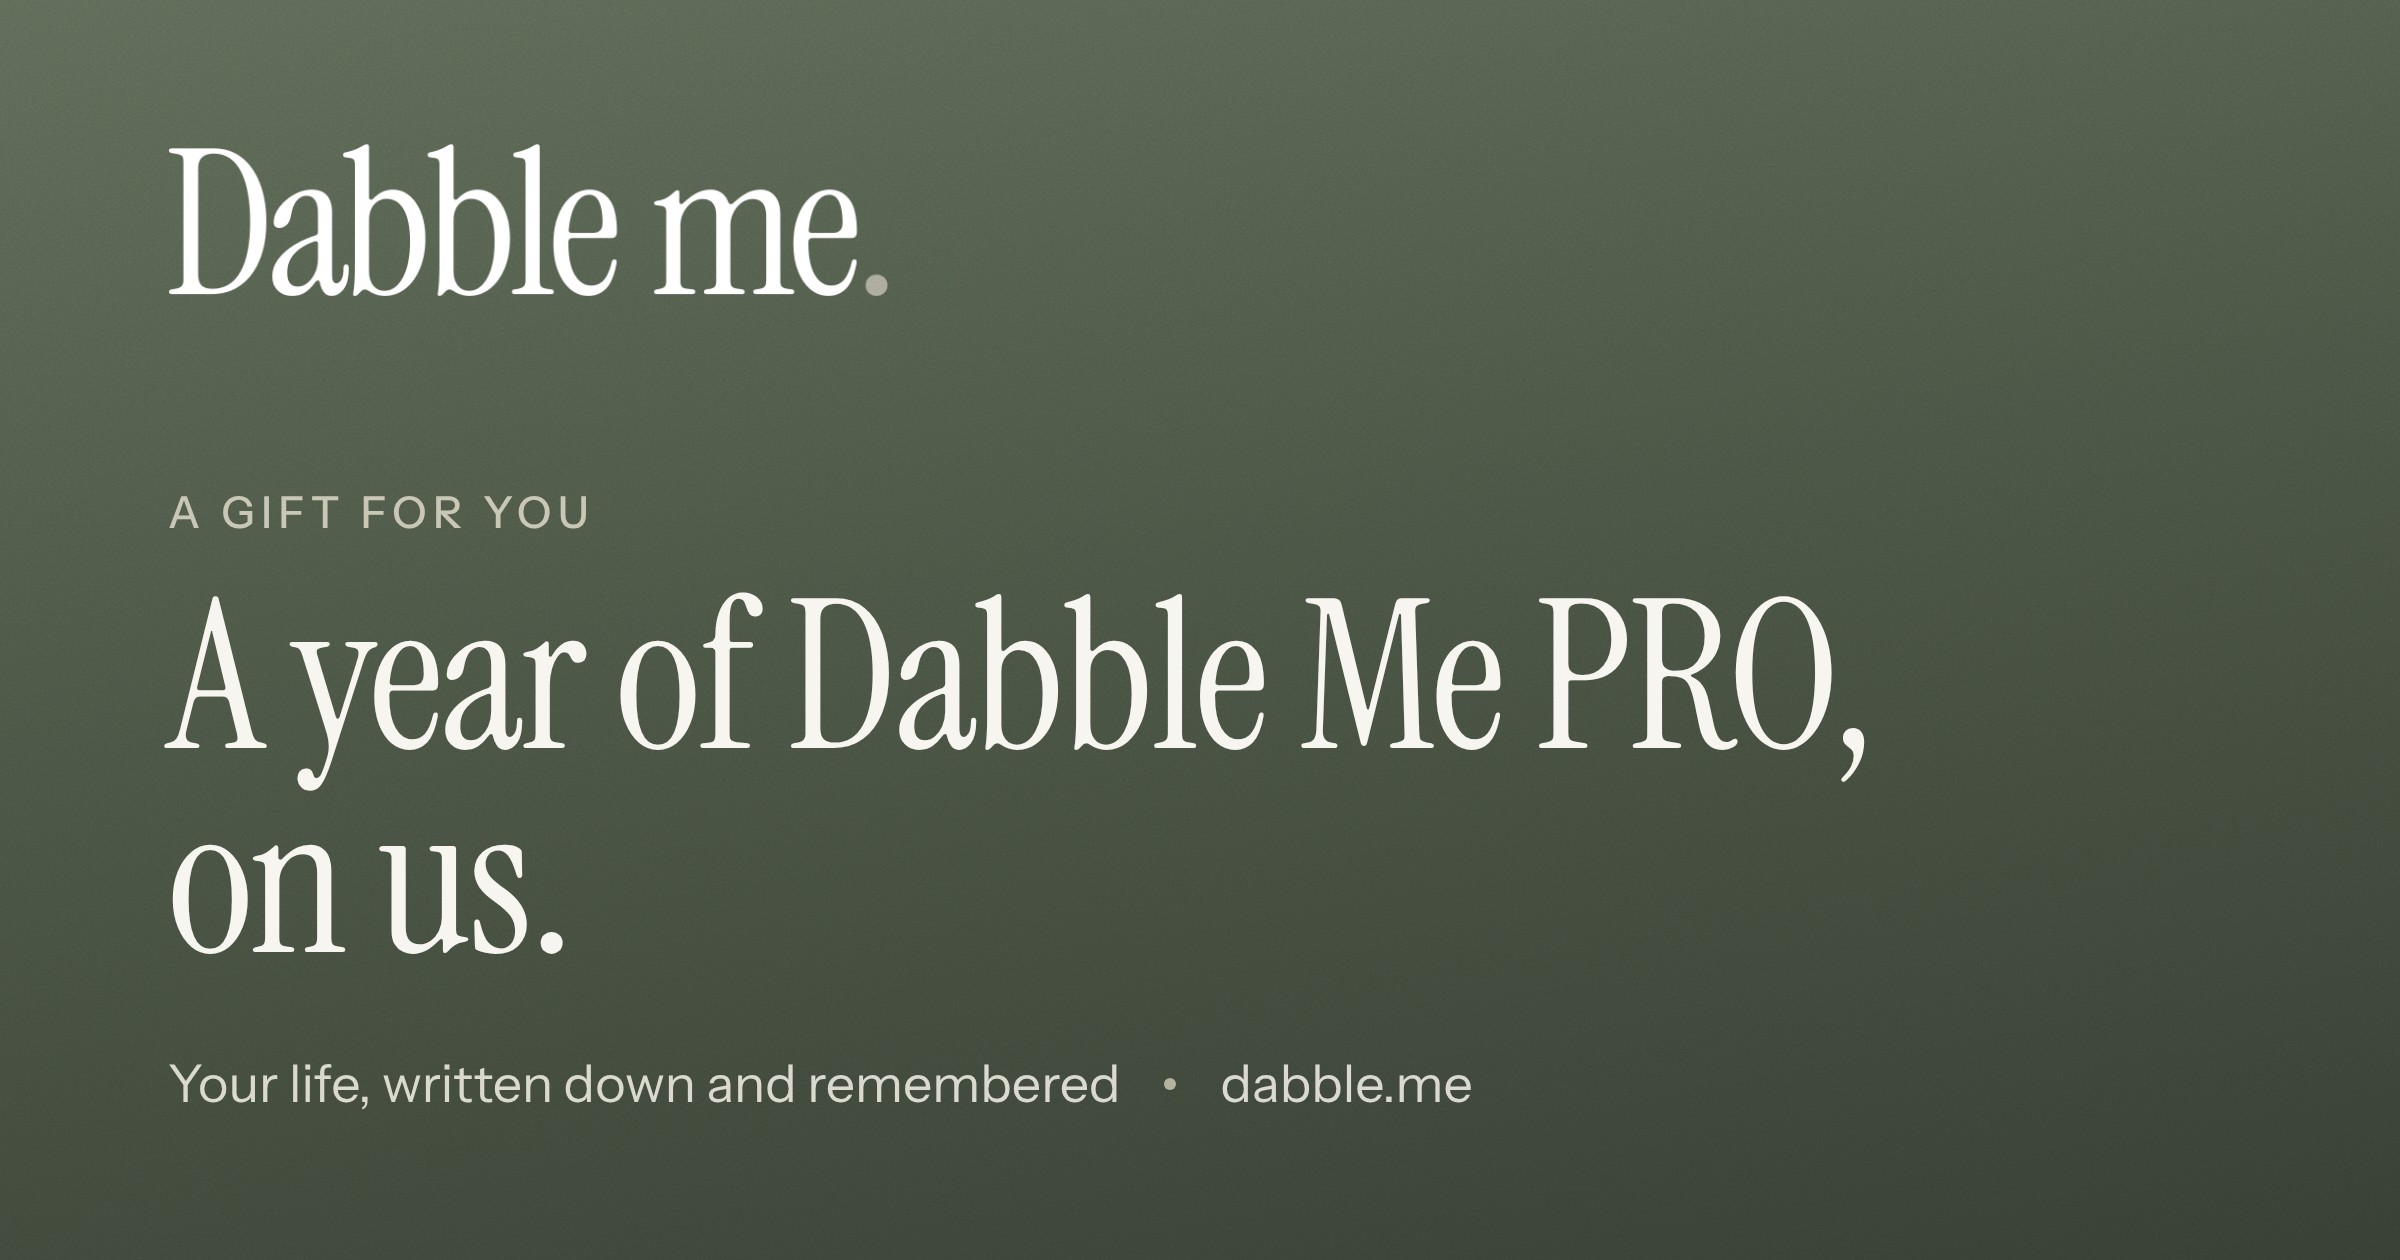 Dabble me.
A GIFT FOR YOU
A year of Dabble Me PRO,
on us.
Your life, written down and remembered • dabble.me